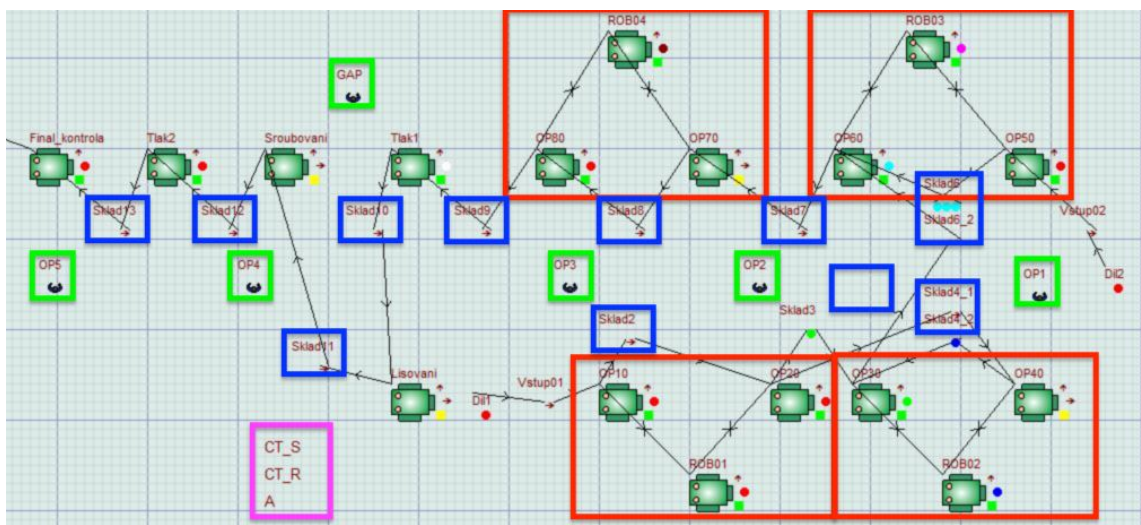 ROB04
ROB03
GAP
Final_kontrola
Tlak2
Sroubovani
Tlak1
OP80
OP70
OP60
OP50
Sklad6
Sklad13
Sklad12
Sklad10
Sklad9
Sklad8
Sklad7
Sklad6_2
Vstup02
OP5
OP4
OP3
OP2
OP1
Dil2
Sklad4_1
Sklad3
Sklad2
Sklad4_2
Sklad11
Lisovani
Vstup01
OP10
OP20
OP30
OP40
Dil1
CT_S
CT_R
A
ROB01
ROB02